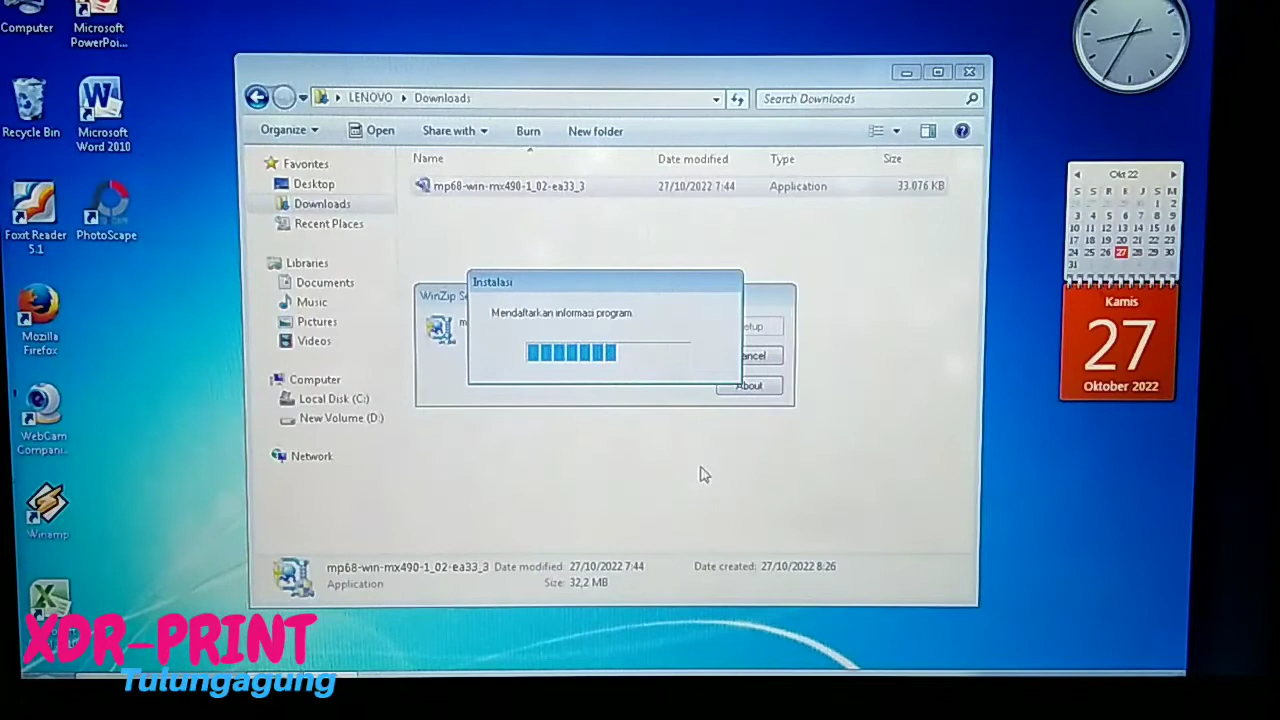 Computer
Microsoft
PowerPoi...
Recycle Bin
Microsoft
Word 2010
Foxit Reader
5.1
PhotoScape
Mozilla
Firefox
WebCam
Compani...
Winamp
LENOVO
Downloads
Search Downloads
Organize
Open
Share with
Burn
New folder
Name
Date modified
Type
Size
mp68-win-mx490-1_02-ea33_3
27/10/2022 7:44
Application
33.076 KB
Favorites
Desktop
Downloads
Recent Places
Libraries
Documents
Music
Pictures
Videos
Computer
Local Disk (C:)
New Volume (D:)
Network
WinZip Se
Instalasi
Mendaftarkan informasi program.
etup
ancel
About
mp68-win-mx490-1_02-ea33_3 Date modified: 27/10/2022 7:44 Date created: 27/10/2022 8:26
Application Size: 32,2 MB
Okt 22
S S R K J S M
1 2
3 4 5 6 7 8 9
10 11 12 13 14 15 16
17 18 19 20 21 22 23
24 25 26 27 28 29 30
31
Kamis
27
Oktober 2022
XDR-PRINT
Tulungagung